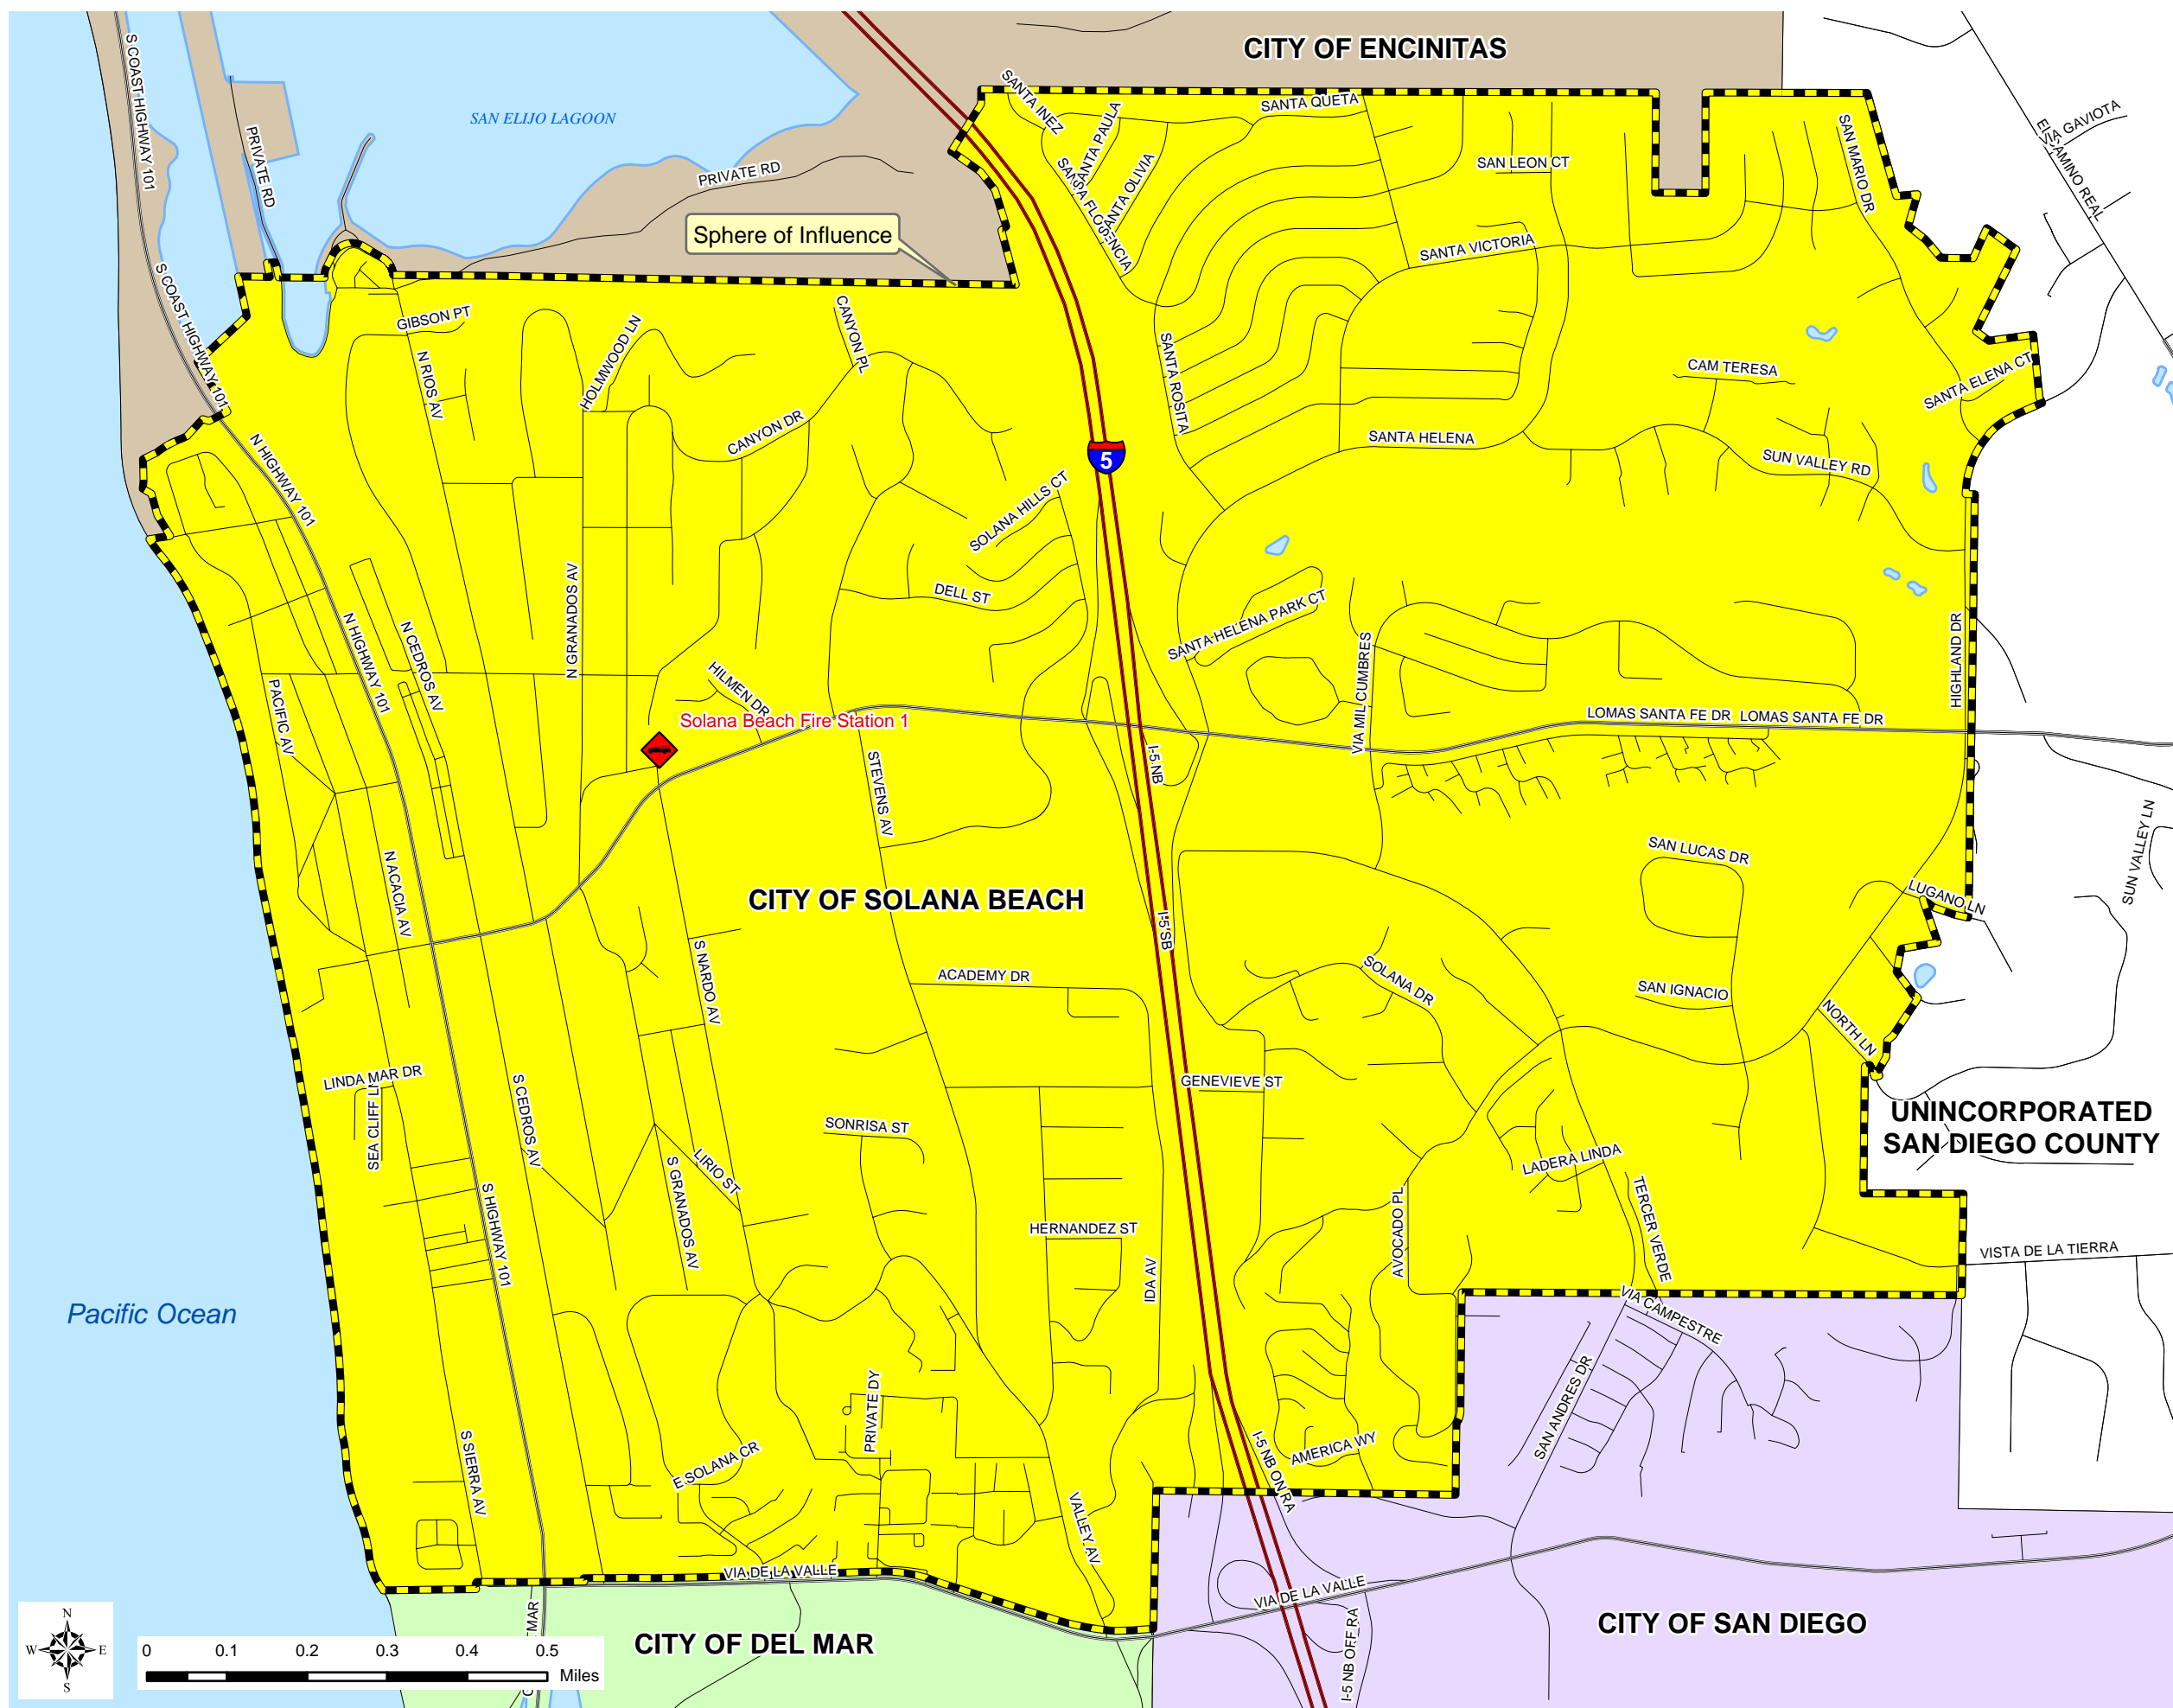 CITY OF ENCINITAS
S COAST HIGHWAY 101
PRIVATE RD
SAN ELIJO LAGOON
PRIVATE RD
Sphere of Influence
SANTA INEZ
SANTA PAULA
SANTA QUETA
SANTA FLORENCIA
SANTA OLIVIA
SAN LEON CT
SAN MARIO DR
VIA GAVIOTA
EL CAMINO REAL
SANTA VICTORIA
S COAST HIGHWAY 101
GIBSON PT
N RIOS AV
HOLMWOOD LN
CANYON PL
CANYON DR
SANTA ROSITA
CAM TERESA
SANTA ELENA CT
SANTA HELENA
SUN VALLEY RD
N HIGHWAY 101
5
SOLANA HILLS CT
DELL ST
N GRANADOS AV
SANTA HELENA PARK CT
VIA MIL CUMBRES
HIGHLAND DR
N HIGHWAY 101
N CEDROS AV
PACIFIC AV
HILMEN DR
Solana Beach Fire Station 1
LOMAS SANTA FE DR
LOMAS SANTA FE DR
STEVENS AV
I-5 NB
SUN VALLEY LN
SAN LUCAS DR
N ACACIA AV
CITY OF SOLANA BEACH
LUGANO LN
I-5 SB
S NARDO AV
ACADEMY DR
SOLANA DR
SAN IGNACIO
NORTH LN
LINDA MAR DR
SEA CLIFF LN
S CEDROS AV
GENEVIEVE ST
UNINCORPORATED
SAN DIEGO COUNTY
SONRISA ST
LIRIO ST
S GRANADOS AV
LADERA LINDA
TERCER VERDE
S HIGHWAY 101
HERNANDEZ ST
AVOCADO PL
IDA AV
VISTA DE LA TIERRA
Pacific Ocean
VIA CAMPESTRE
SAN ANDRES DR
PRIVATE DY
E SOLANA CR
S SIERRA AV
AMERICA WY
I-5 NB ON RA
VALLEY AV
VIA DE LA VALLE
VIA DE LA VALLE
I-5 NB OFF RA
MAR
CITY OF DEL MAR
CITY OF SAN DIEGO
N
W E
S
0 0.1 0.2 0.3 0.4 0.5
Miles